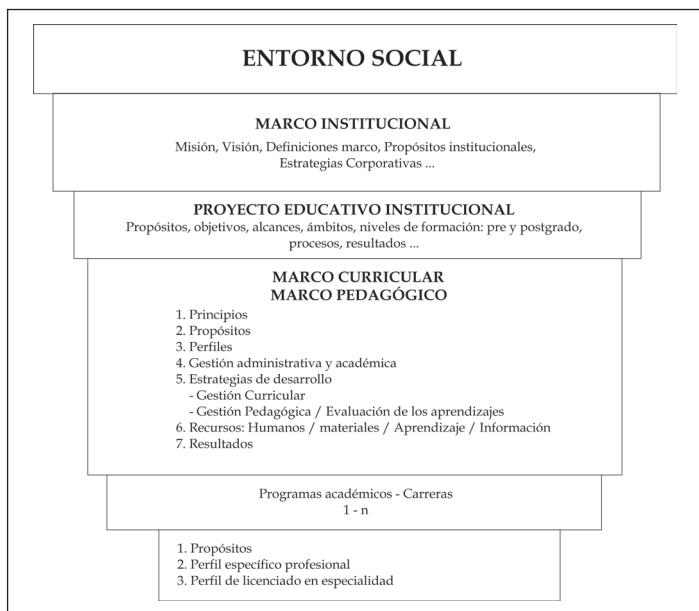 ENTORNO SOCIAL
MARCO INSTITUCIONAL
Misión, Visión, Definiciones marco, Propósitos institucionales,
Estrategias Corporativas ...
PROYECTO EDUCATIVO INSTITUCIONAL
Propósitos, objetivos, alcances, ámbitos, niveles de formación: pre y postgrado,
procesos, resultados ...
MARCO CURRICULAR
MARCO PEDAGÓGICO
1. Principios
2. Propósitos
3. Perfiles
4. Gestión administrativa y académica
5. Estrategias de desarrollo
- Gestión Curricular
- Gestión Pedagógica / Evaluación de los aprendizajes
6. Recursos: Humanos / materiales / Aprendizaje / Información
7. Resultados
Programas académicos - Carreras
1 - n
1. Propósitos
2. Perfil específico profesional
3. Perfil de licenciado en especialidad